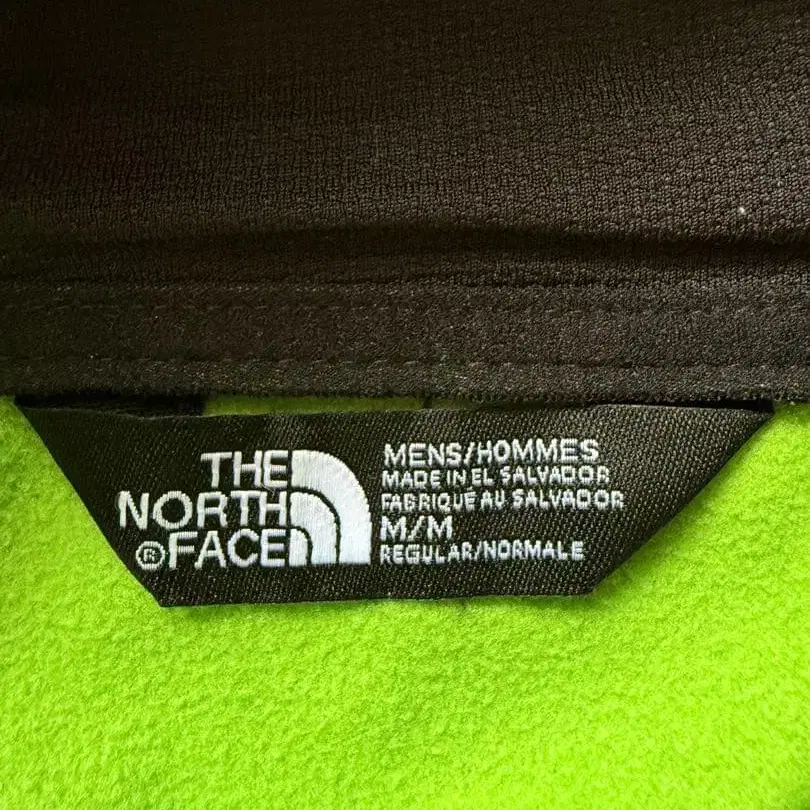 THE
NORTH
® FACE
MENS/HOMMES
MADE IN EL SALVADOR
FABRIQUÉ AU SALVADOR
M/M
REGULAR/NORMALE